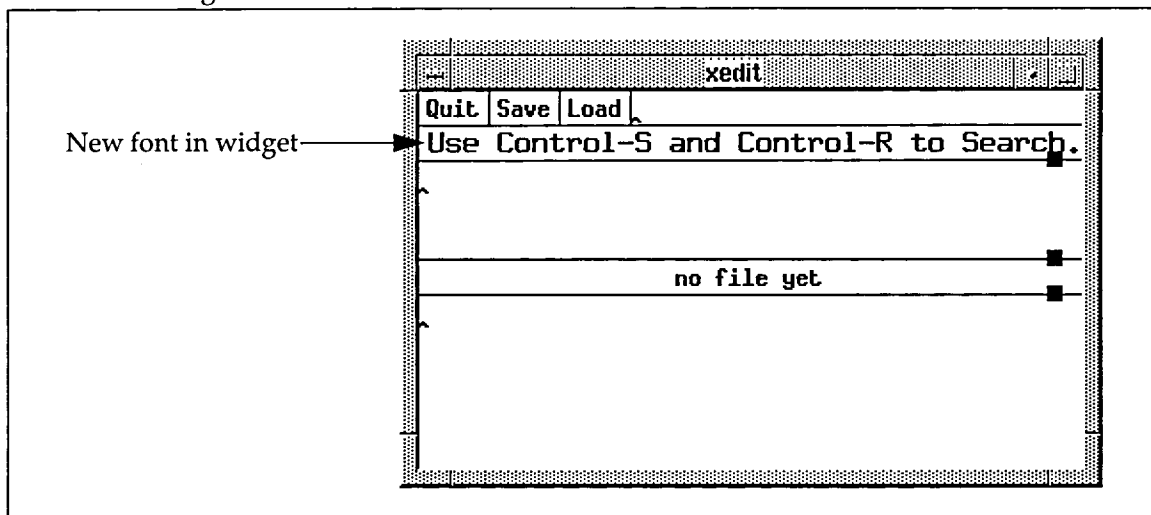 xedit
Quit Save Load
New font in widget
Use Control-S and Control-R to Search.
no file yet